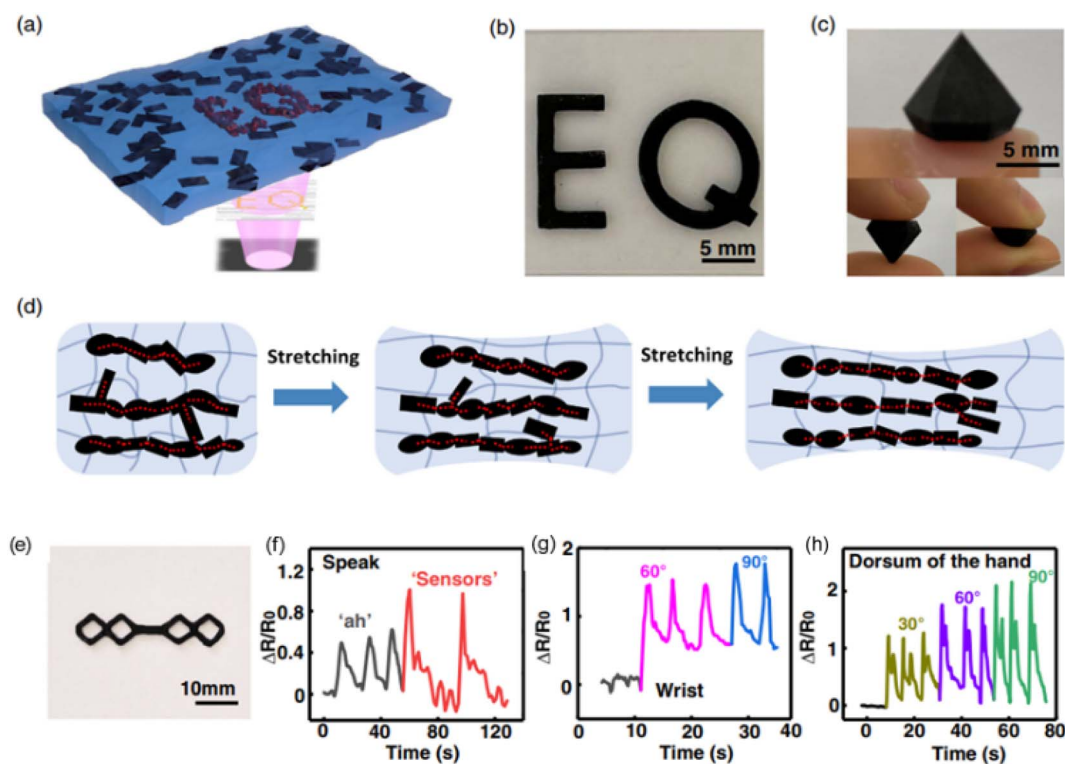 (a)
EQ
EQ
(b)
EQ
5 mm
(c)
5 mm
(d)
Stretching
Stretching
(e)
10mm
(f)
Speak
'ah'
'Sensors'
ΔR/R0
1.2
0.8
0.4
0
0 40 80 120
Time (s)
(g)
60°
90°
Wrist
ΔR/R0
2
1
0
0 10 20 30 40
Time (s)
(h)
Dorsum of the hand
30°
60°
90°
ΔR/R0
2
1
0
0 20 40 60 80
Time (s)